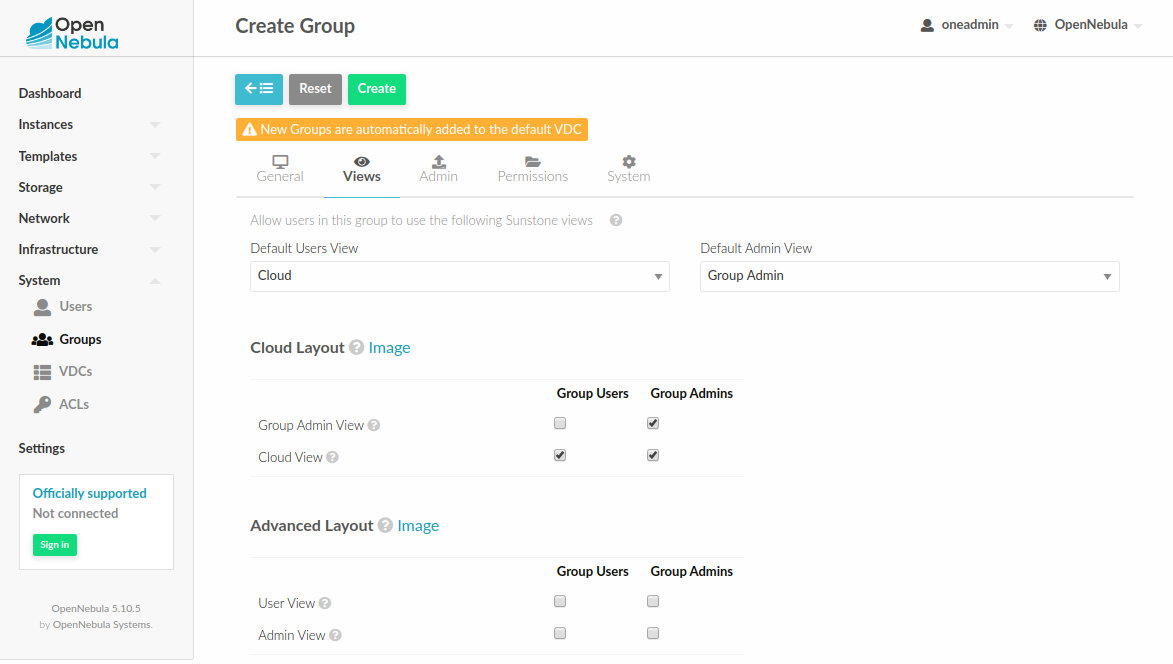 Open
Nebula
Create Group
oneadmin
OpenNebula
Dashboard
Instances
Templates
Storage
Network
Infrastructure
System
Users
Groups
VDCs
ACLs
Settings
Officially supported
Not connected
Sign in
OpenNebula 5.10.5
by OpenNebula Systems.
Reset
Create
New Groups are automatically added to the default VDC
General
Views
Admin
Permissions
System
Allow users in this group to use the following Sunstone views ?
Default Users View
Default Admin View
Cloud
Group Admin
Cloud Layout ? Image
Group Users Group Admins
Group Admin View ?
Cloud View ?
Advanced Layout ? Image
Group Users Group Admins
User View ?
Admin View ?